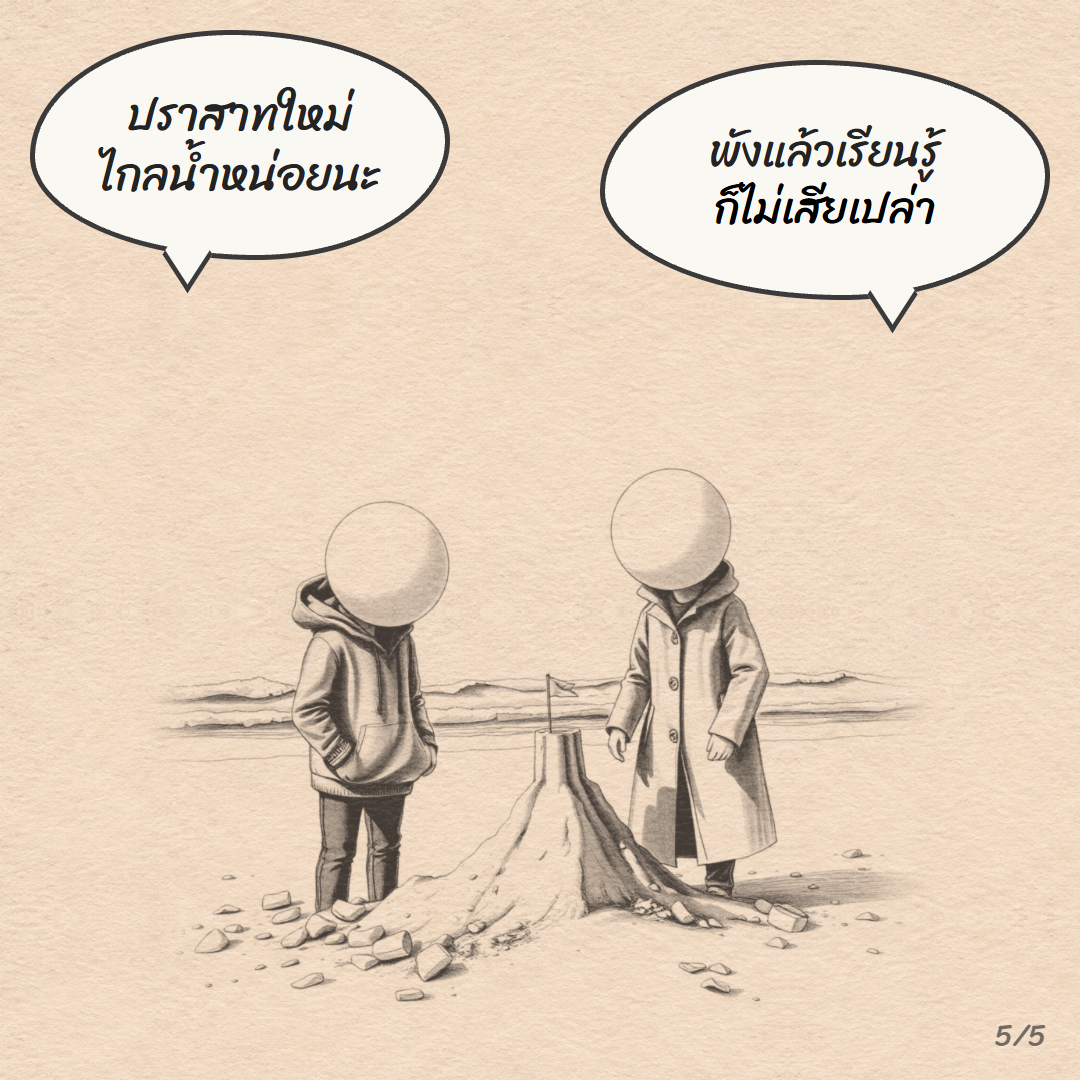 ปราสาทใหม่
ไกลน้ำหน่อยนะ
พังแล้วเรียนรู้
ก็ไม่เสียเปล่า
5/5